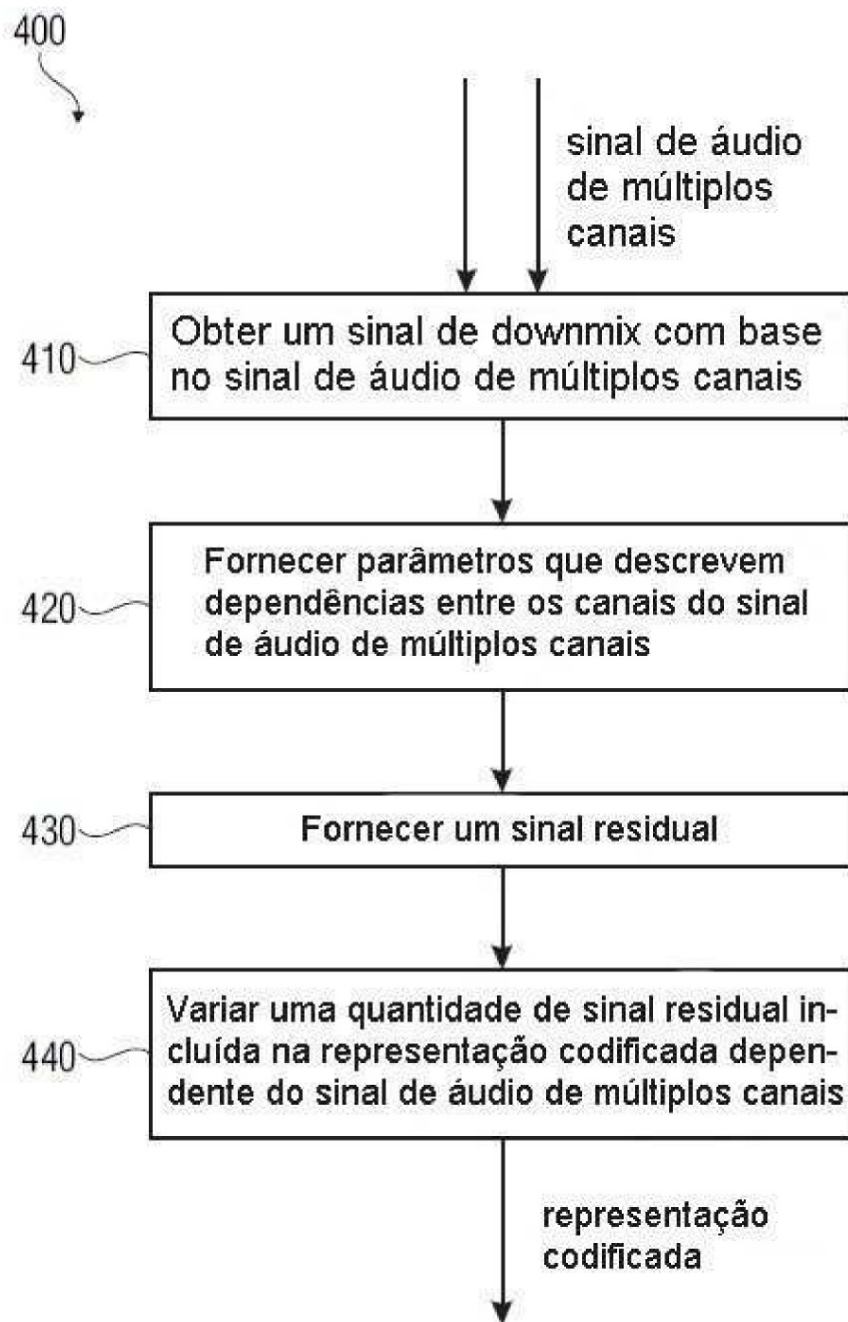 400
sinal de áudio
de múltiplos
canais
410
Obter um sinal de downmix com base
no sinal de áudio de múltiplos canais
420
Fornecer parâmetros que descrevem
dependências entre os canais do sinal
de áudio de múltiplos canais
430
Fornecer um sinal residual
440
Variar uma quantidade de sinal residual in-
cluída na representação codificada depen-
dente do sinal de áudio de múltiplos canais
representação
codificada